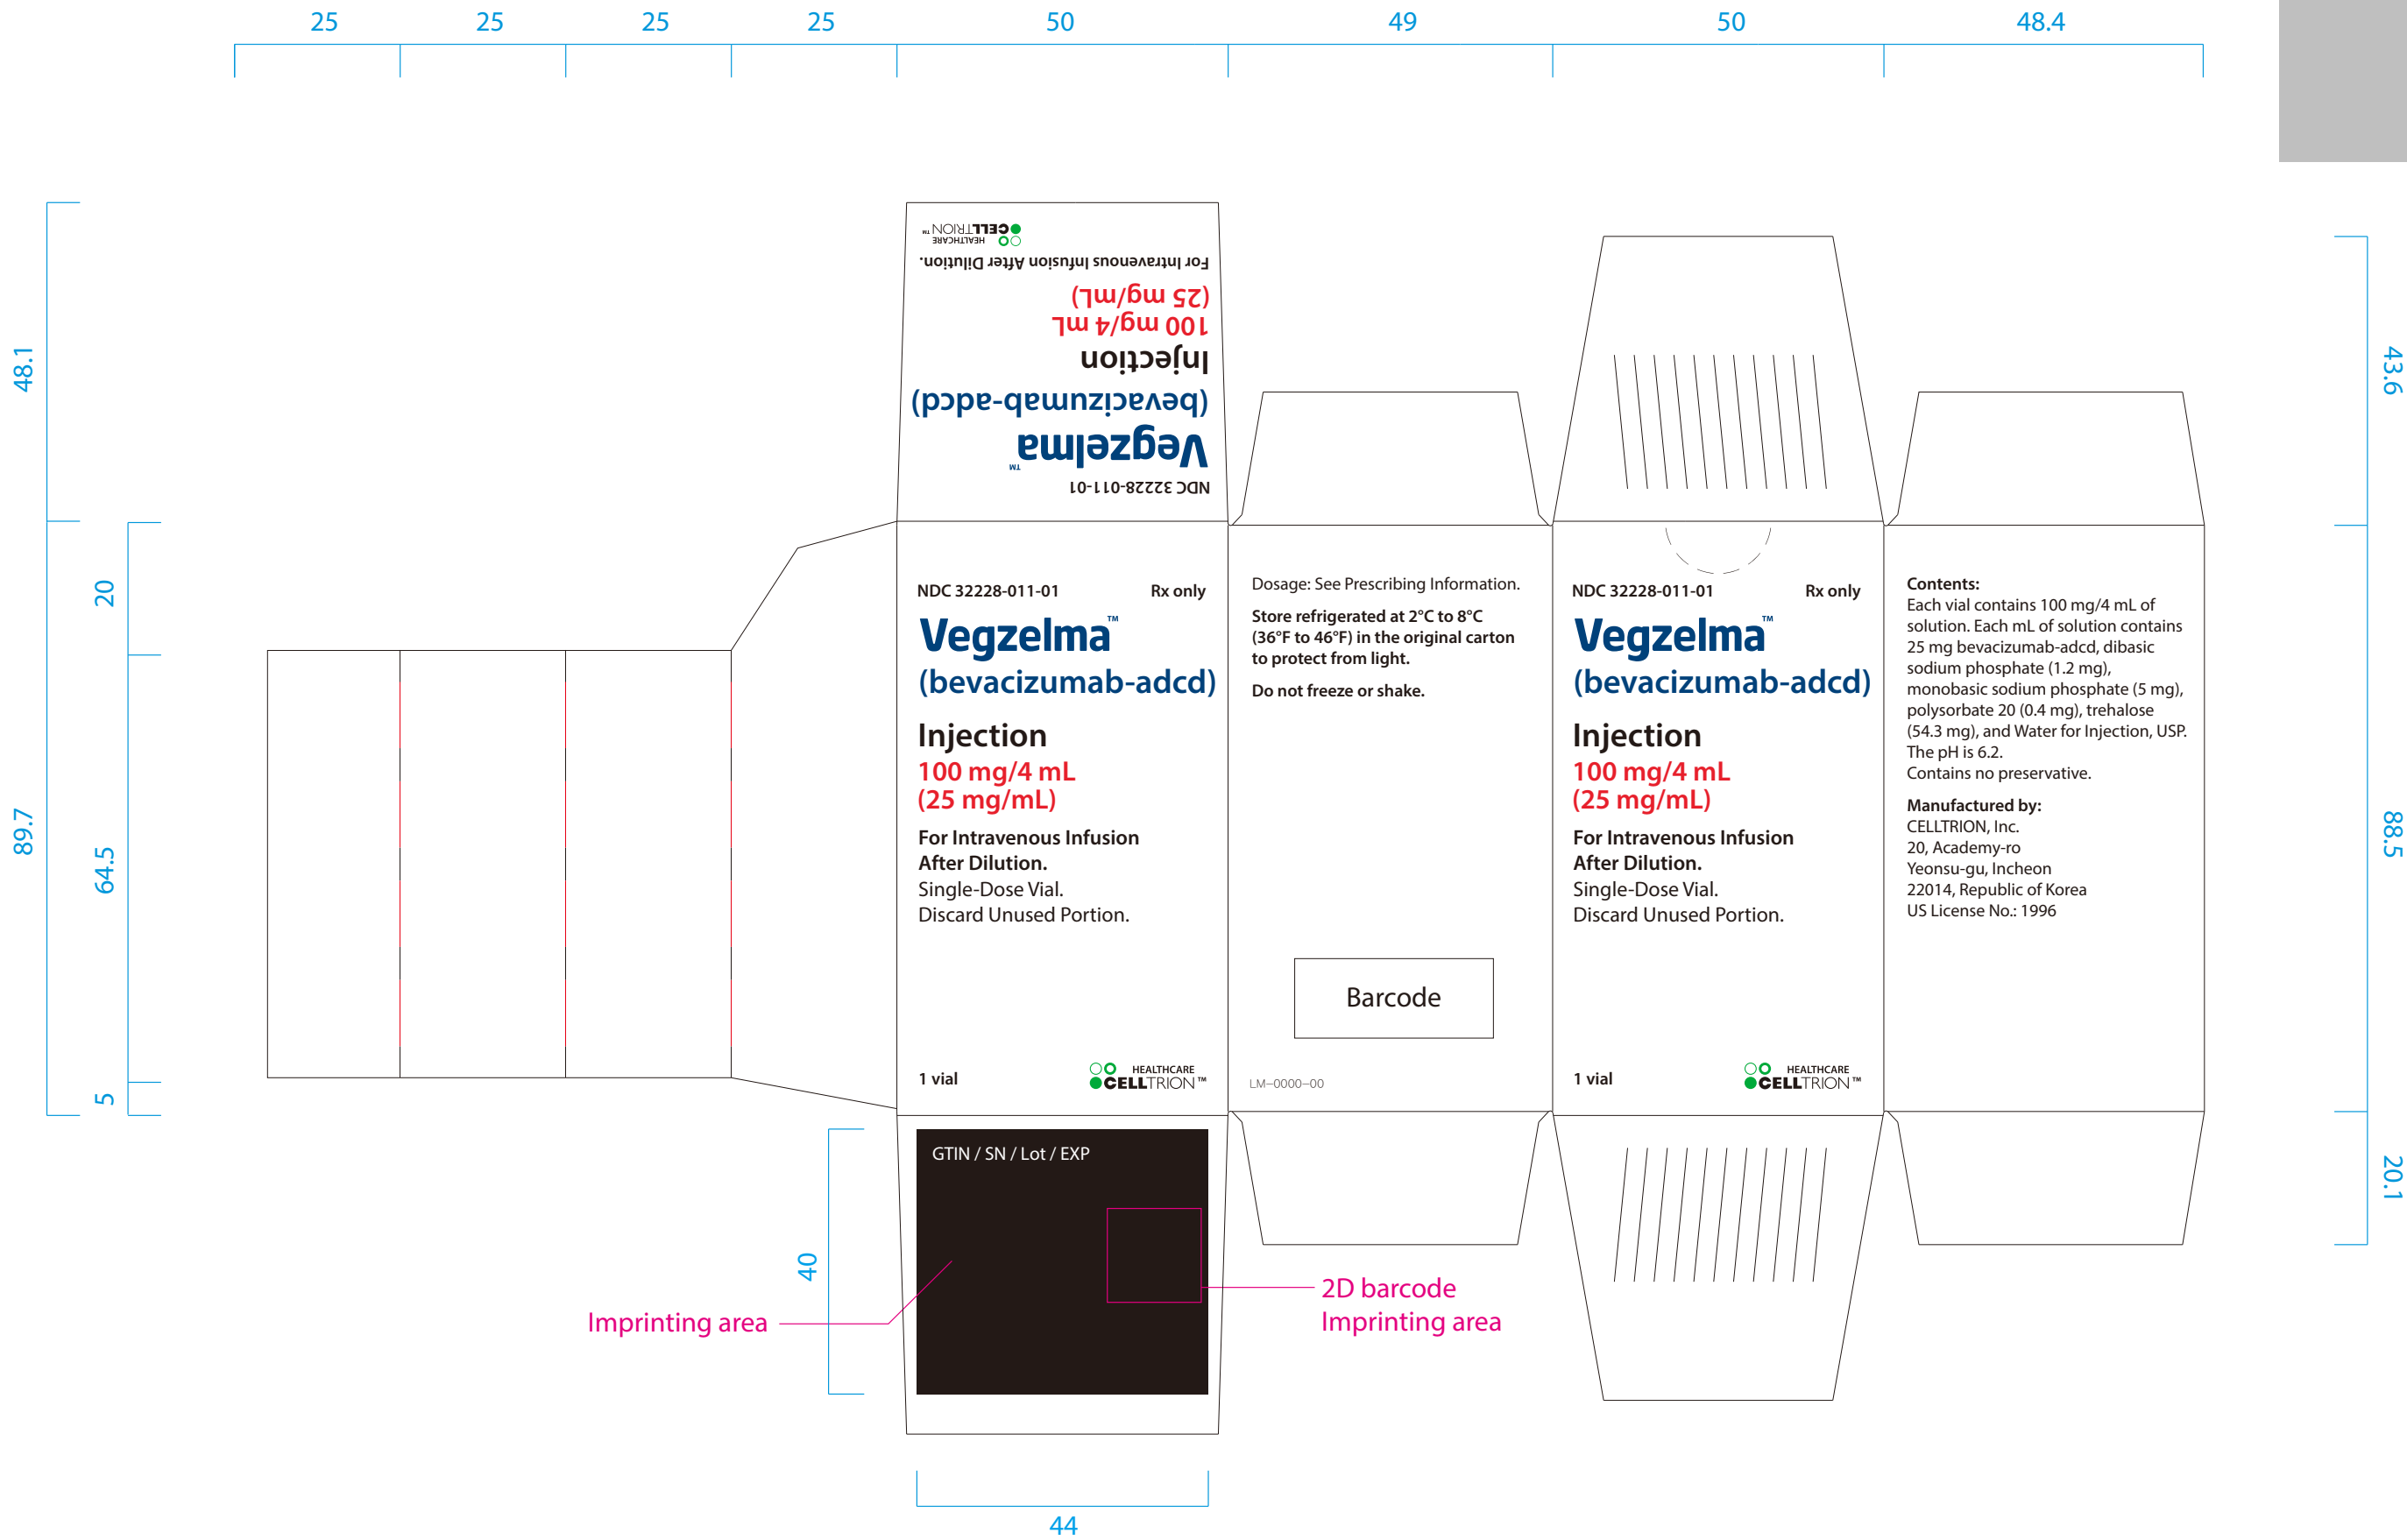 25 25 25 25 50 49 50 48.4
48.1
20
89.7
64.5
5
40
44
43.6
88.5
20.1
NDC 32228-011-01
Vegzelma™
(bevacizumab-adcd)
Injection
100 mg/4 mL
(25 mg/mL)
For Intravenous Infusion After Dilution.
HEALTHCARE
CELLTRION™
NDC 32228-011-01 Rx only
Vegzelma™
(bevacizumab-adcd)
Injection
100 mg/4 mL
(25 mg/mL)
For Intravenous Infusion
After Dilution.
Single-Dose Vial.
Discard Unused Portion.
1 vial
HEALTHCARE
CELLTRION™
Dosage: See Prescribing Information.
Store refrigerated at 2°C to 8°C
(36°F to 46°F) in the original carton
to protect from light.
Do not freeze or shake.
Barcode
LM-0000-00
NDC 32228-011-01 Rx only
Vegzelma™
(bevacizumab-adcd)
Injection
100 mg/4 mL
(25 mg/mL)
For Intravenous Infusion
After Dilution.
Single-Dose Vial.
Discard Unused Portion.
1 vial
HEALTHCARE
CELLTRION™
Contents:
Each vial contains 100 mg/4 mL of
solution. Each mL of solution contains
25 mg bevacizumab-adcd, dibasic
sodium phosphate (1.2 mg),
monobasic sodium phosphate (5 mg),
polysorbate 20 (0.4 mg), trehalose
(54.3 mg), and Water for Injection, USP.
The pH is 6.2.
Contains no preservative.
Manufactured by:
CELLTRION, Inc.
20, Academy-ro
Yeonsu-gu, Incheon
22014, Republic of Korea
US License No.: 1996
GTIN / SN / Lot / EXP
Imprinting area
2D barcode
Imprinting area